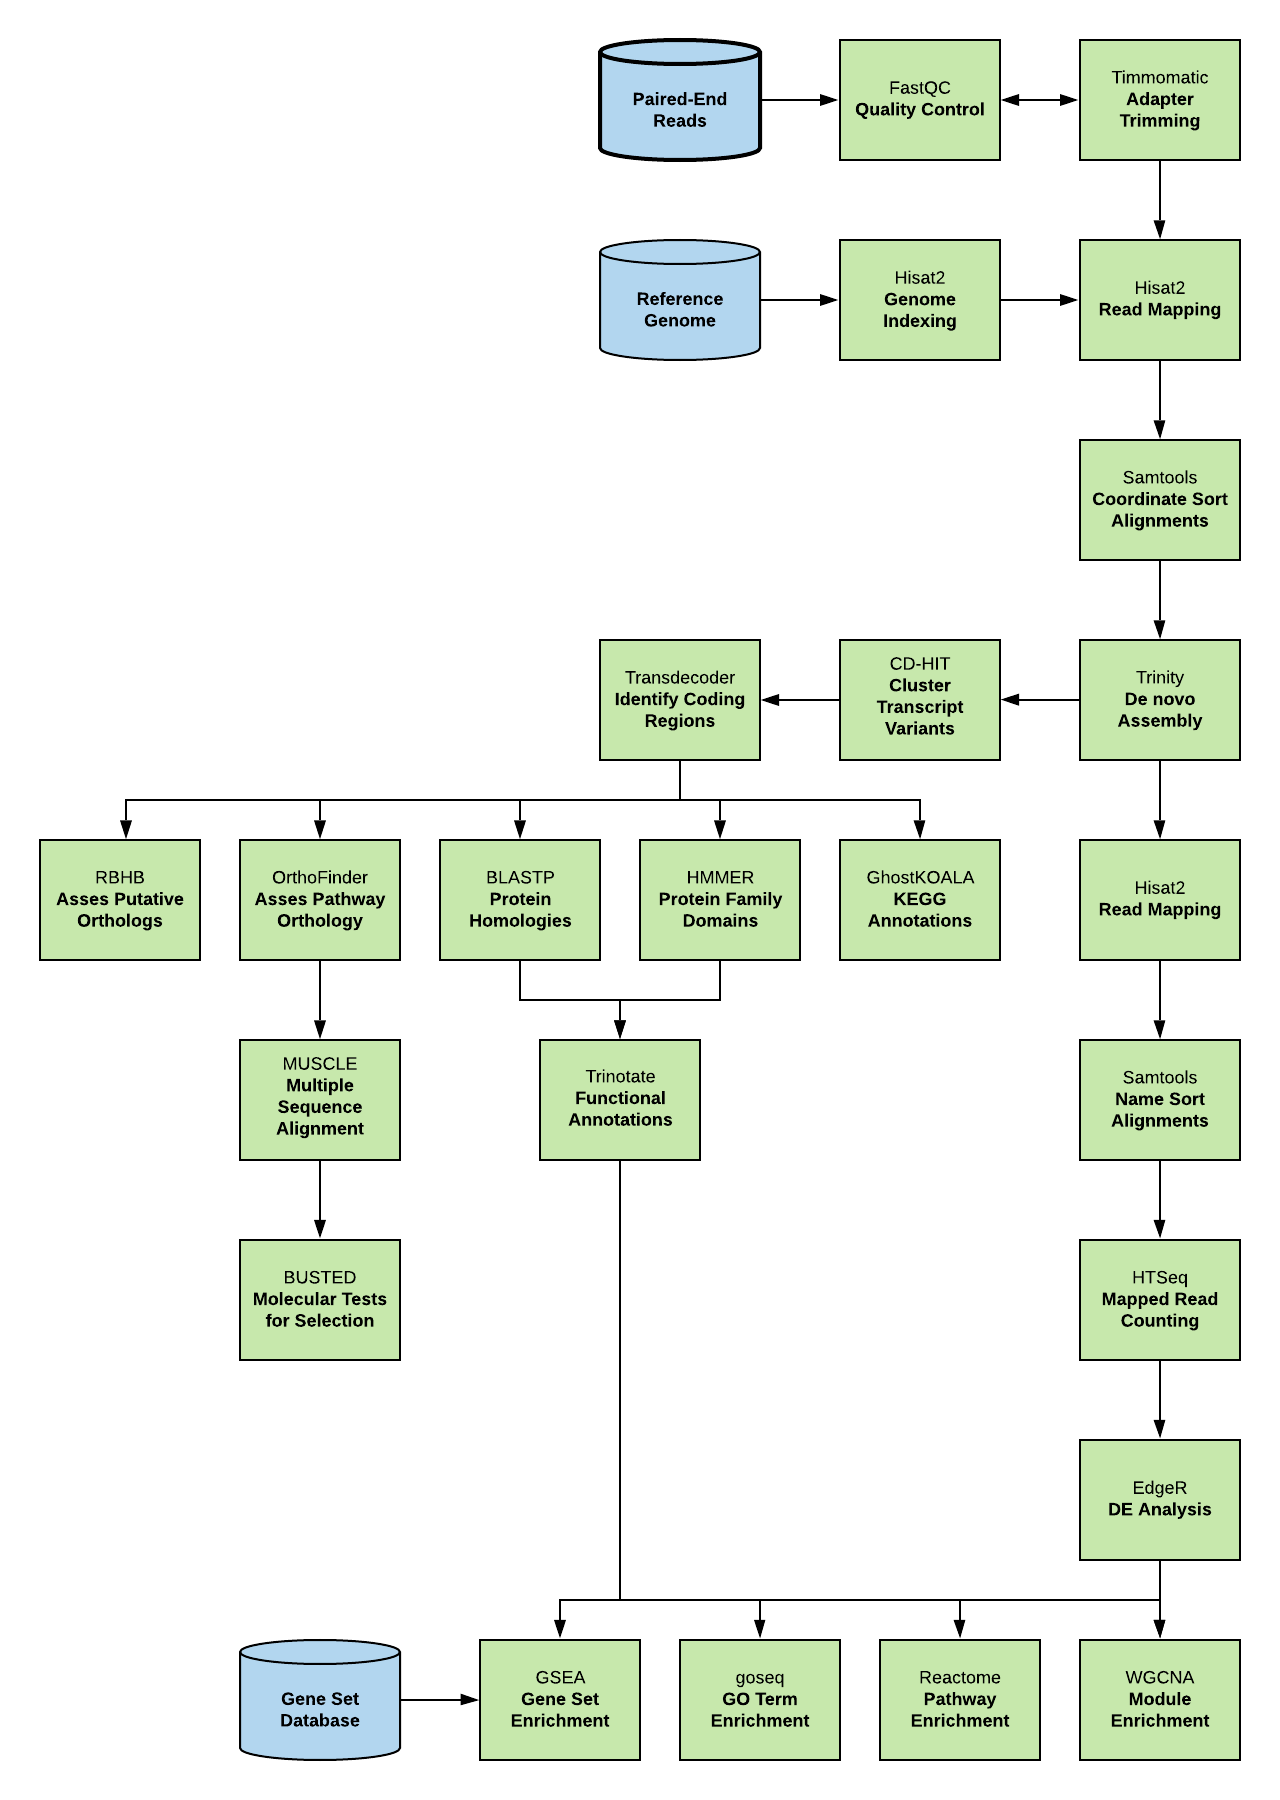 Paired-End
Reads
FastQC
Quality Control
Timmomatic
Adapter
Trimming
Reference
Genome
Hisat2
Genome
Indexing
Hisat2
Read Mapping
Samtools
Coordinate Sort
Alignments
Transdecoder
Identify Coding
Regions
CD-HIT
Cluster
Transcript
Variants
Trinity
De novo
Assembly
RBHB
Asses Putative
Orthologs
OrthoFinder
Asses Pathway
Orthology
BLASTP
Protein
Homologies
HMMER
Protein Family
Domains
GhostKOALA
KEGG
Annotations
Hisat2
Read Mapping
MUSCLE
Multiple
Sequence
Alignment
Trinotate
Functional
Annotations
Samtools
Name Sort
Alignments
BUSTED
Molecular Tests
for Selection
HTSeq
Mapped Read
Counting
EdgeR
DE Analysis
Gene Set
Database
GSEA
Gene Set
Enrichment
goseq
GO Term
Enrichment
Reactome
Pathway
Enrichment
WGCNA
Module
Enrichment